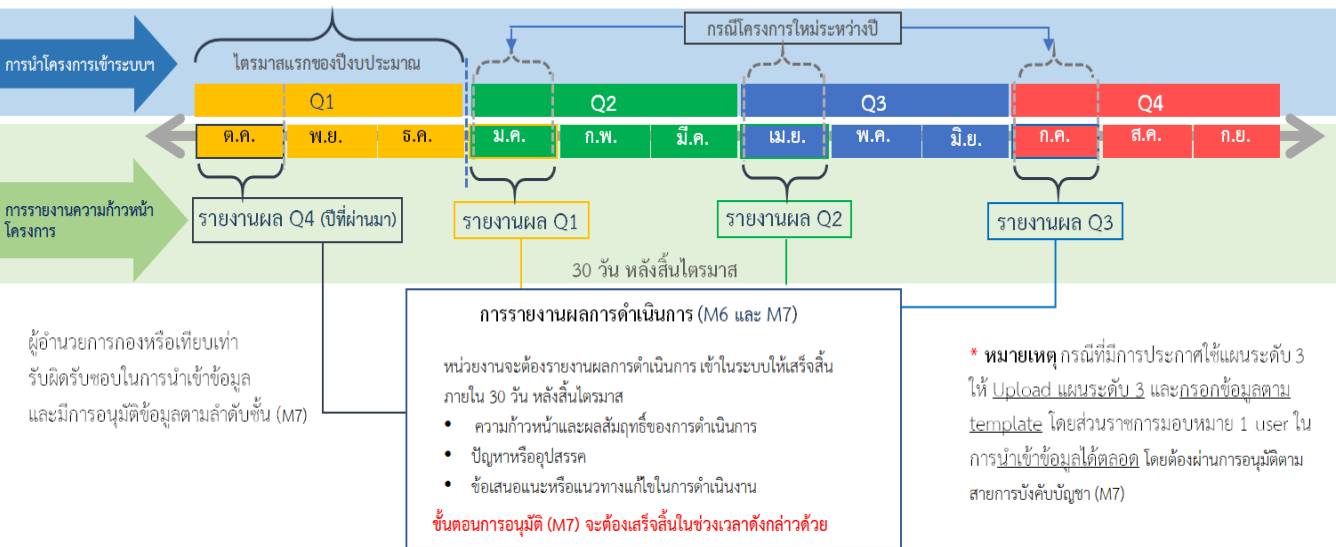 กรณีโครงการใหม่ระหว่างปี
การนำโครงการเข้าระบบฯ
ไตรมาสแรกของปีงบประมาณ
Q1 Q2 Q3 Q4
ต.ค. พ.ย. ธ.ค. ม.ค. ก.พ. มี.ค. เม.ย. พ.ค. มิ.ย. ก.ค. ส.ค. ก.ย.
การรายงานความก้าวหน้า
โครงการ
รายงานผล Q4 (ปีที่ผ่านมา)
รายงานผล Q1
รายงานผล Q2
รายงานผล Q3
30 วัน หลังสิ้นไตรมาส
ผู้อำนวยการกองหรือเทียบเท่า
รับผิดรับชอบในการนำเข้าข้อมูล
และมีการอนุมัติข้อมูลตามลำดับชั้น (M7)
การรายงานผลการดำเนินการ (M6 และ M7)
หน่วยงานจะต้องรายงานผลการดำเนินการ เข้าในระบบให้เสร็จสิ้น
ภายใน 30 วัน หลังสิ้นไตรมาส
• ความก้าวหน้าและผลสัมฤทธิ์ของการดำเนินการ
• ปัญหาหรืออุปสรรค
• ข้อเสนอแนะหรือแนวทางแก้ไขในการดำเนินงาน
ขั้นตอนการอนุมัติ (M7) จะต้องเสร็จสิ้นในช่วงเวลาดังกล่าวด้วย
* หมายเหตุ กรณีที่มีการประกาศใช้แผนระดับ 3
ให้ Upload แผนระดับ 3 และกรอกข้อมูลตาม
template โดยส่วนราชการมอบหมาย 1 user ใน
การนำเข้าข้อมูลได้ตลอด โดยต้องผ่านการอนุมัติตาม
สายการบังคับบัญชา (M7)